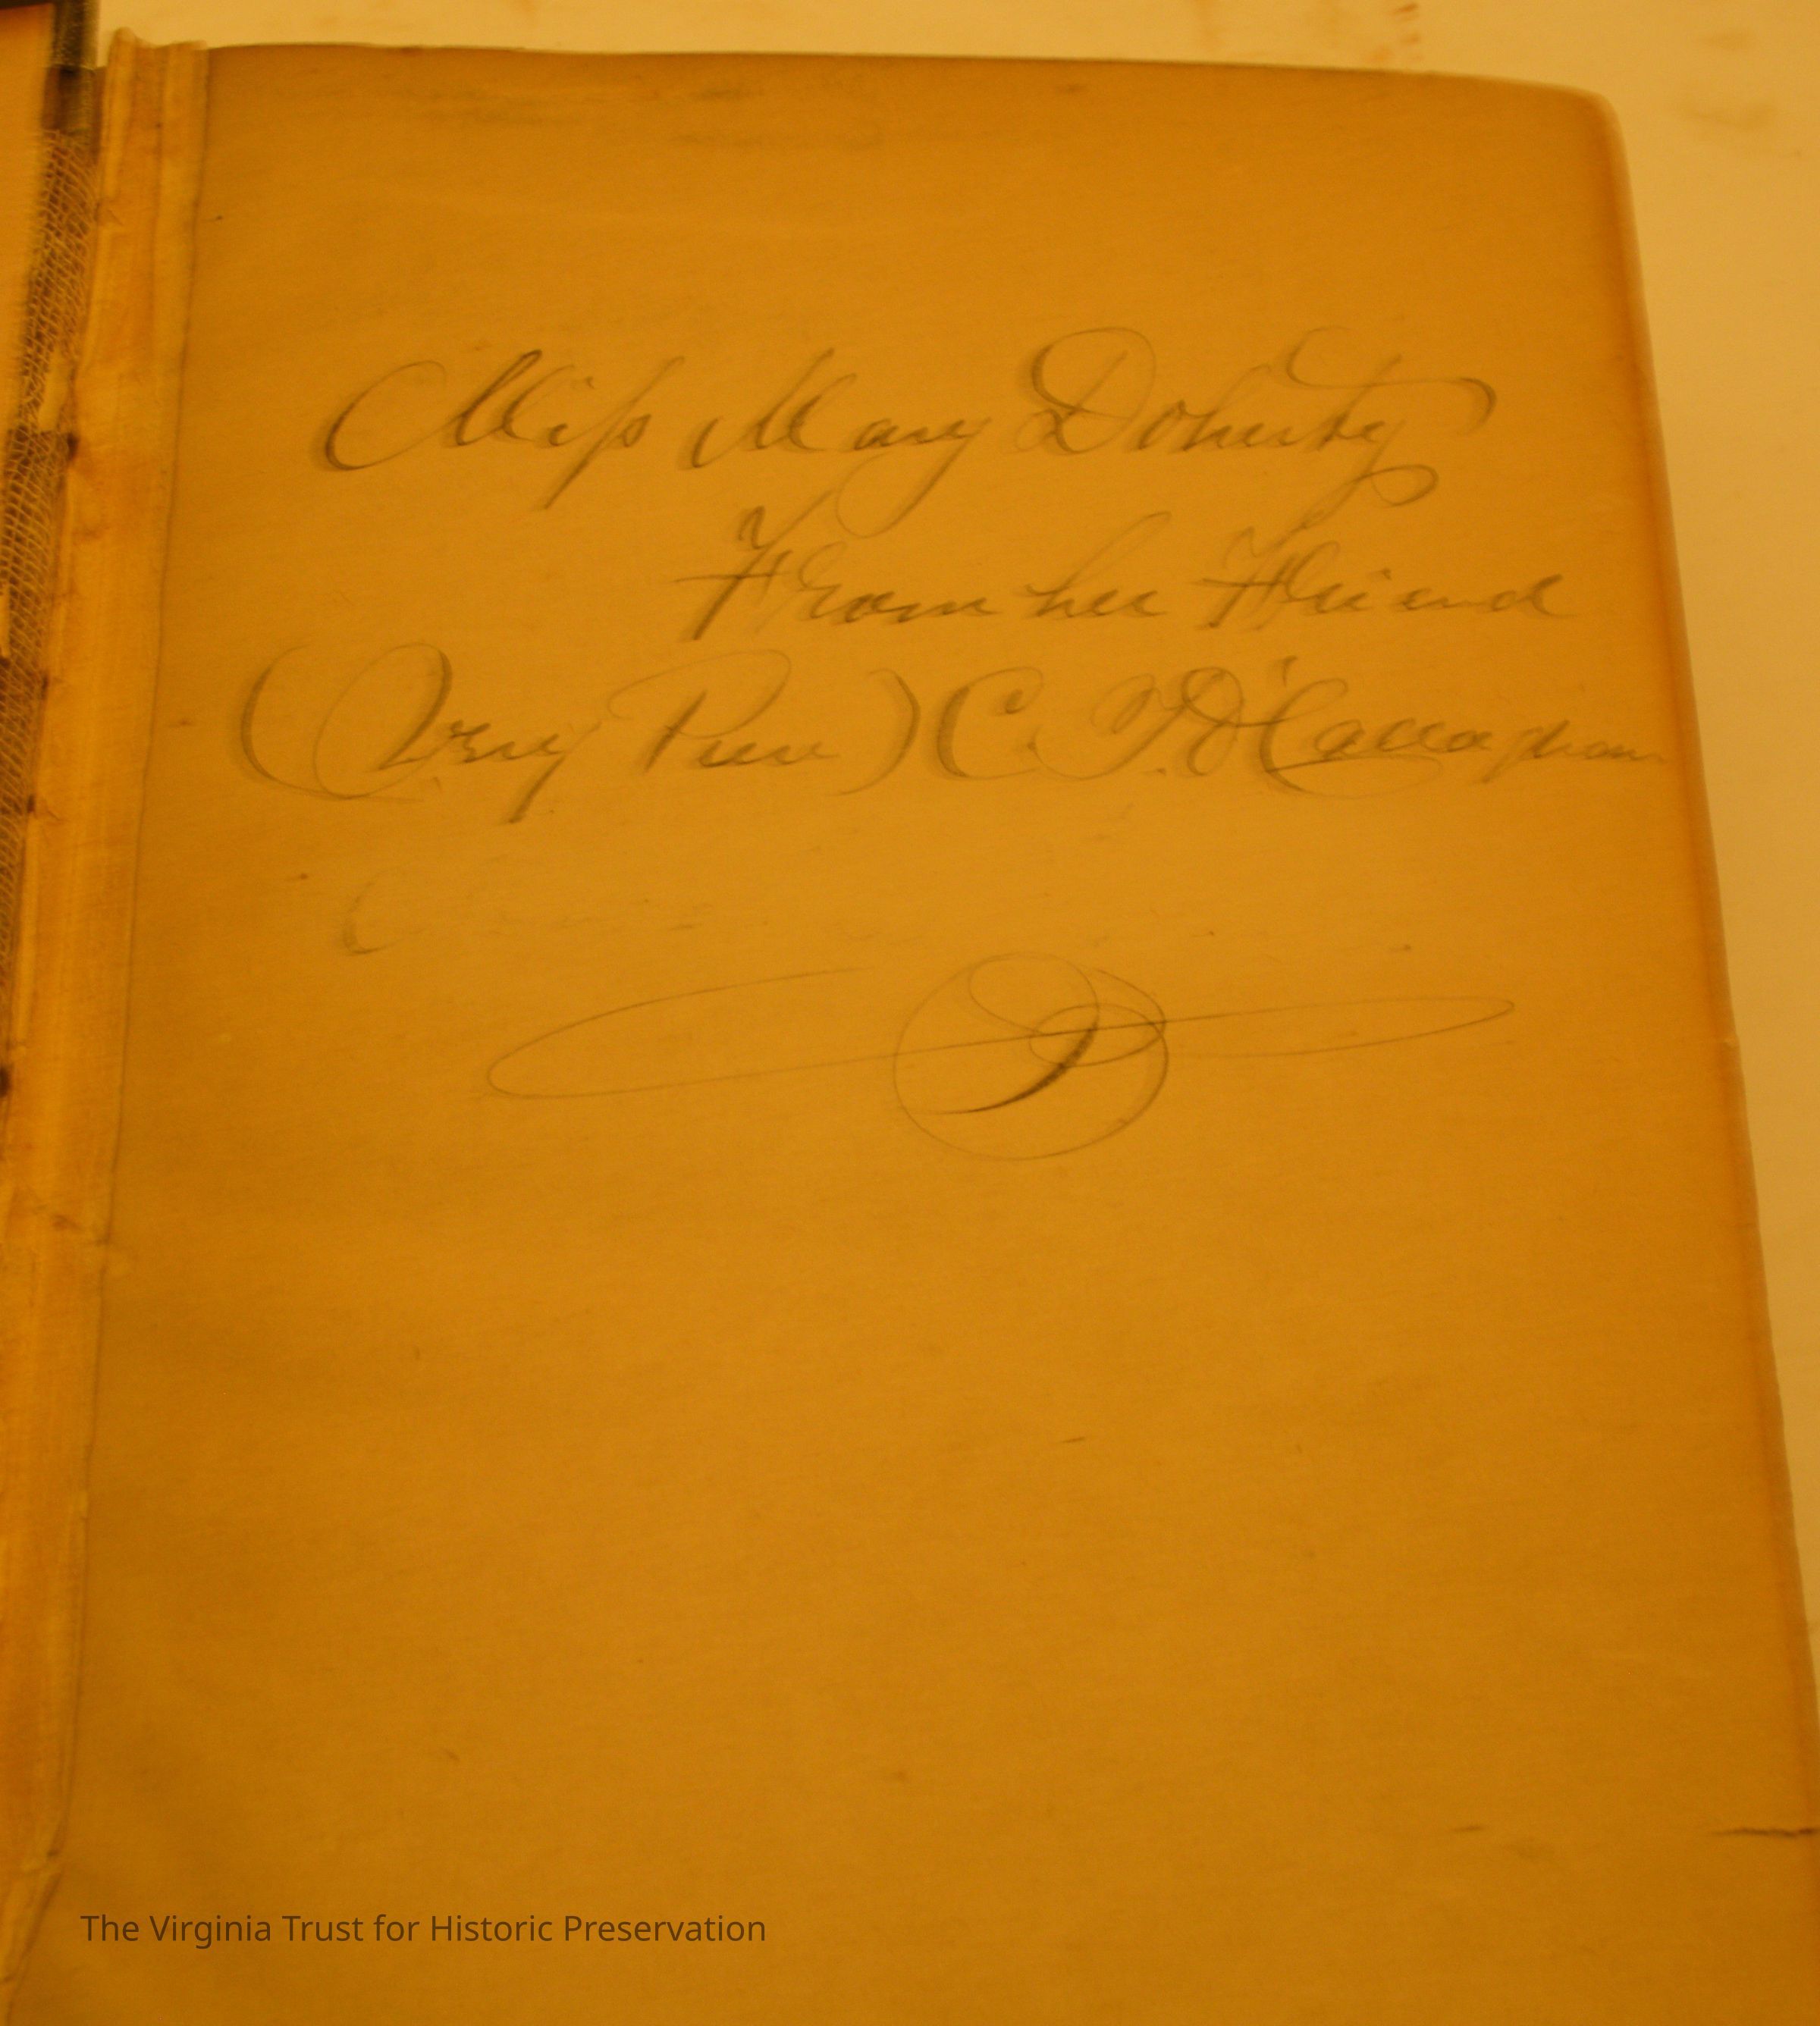 Miss Mary Doherty
From her Friend
(Very Rev) C. J. O'Callaghan
The Virginia Trust for Historic Preservation